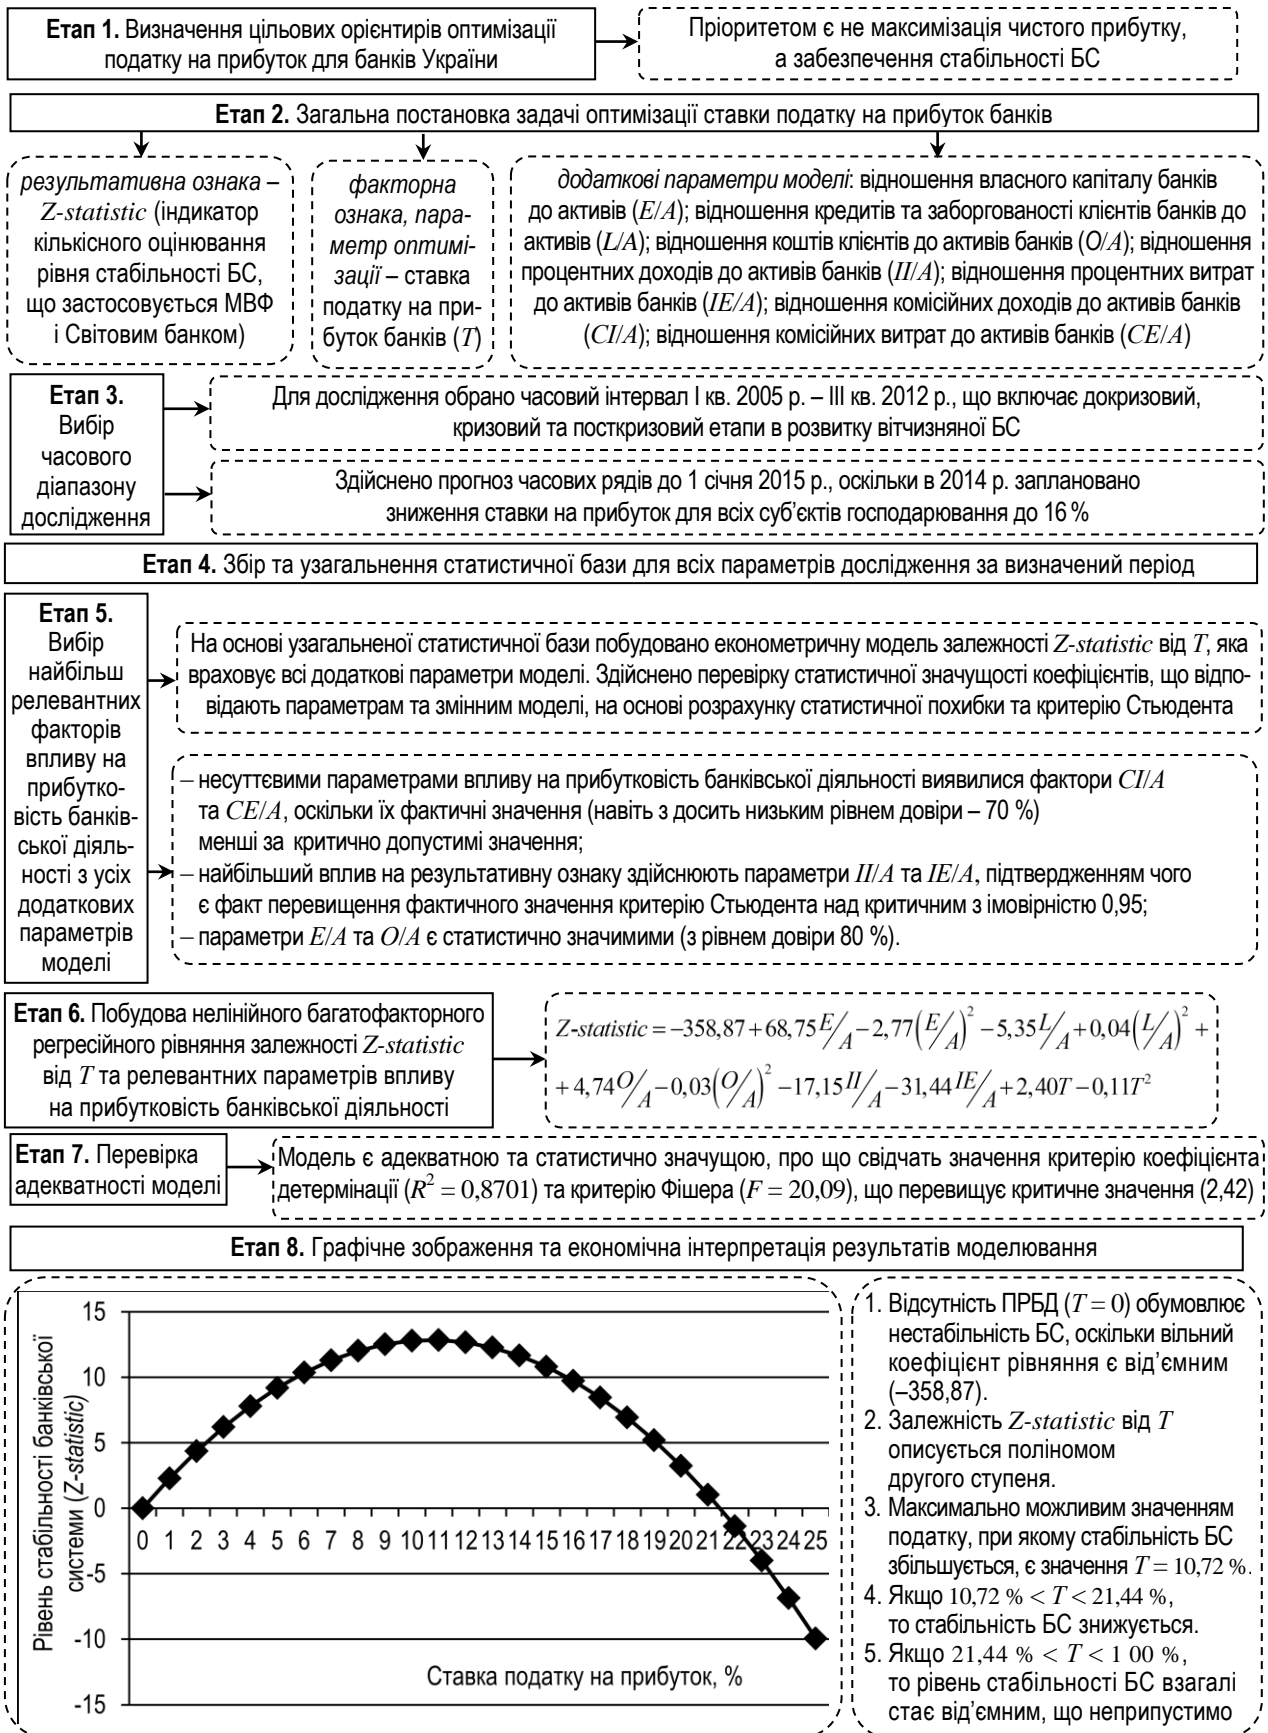 Етап 1. Визначення цільових орієнтирів оптимізації
податку на прибуток для банків України
Пріоритетом є не максимізація чистого прибутку,
а забезпечення стабільності БС
Етап 2. Загальна постановка задачі оптимізації ставки податку на прибуток банків
результативна ознака –
Z-statistic (індикатор
кількісного оцінювання
рівня стабільності БС,
що застосовується МВФ
і Світовим банком)
факторна
ознака, пара-
метр оптимі-
зації – ставка
податку на при-
буток банків (T)
додаткові параметри моделі: відношення власного капіталу банків
до активів (E/A); відношення кредитів та заборгованості клієнтів банків до
активів (L/A); відношення коштів клієнтів до активів банків (O/A); відношення
процентних доходів до активів банків (II/A); відношення процентних витрат
до активів банків (IE/A); відношення комісійних доходів до активів банків
(CI/A); відношення комісійних витрат до активів банків (CE/A)
Етап 3.
Вибір
часового
діапазону
дослідження
Для дослідження обрано часовий інтервал І кв. 2005 р. – ІІІ кв. 2012 р., що включає докризовий,
кризовий та посткризовий етапи в розвитку вітчизняної БС
Здійснено прогноз часових рядів до 1 січня 2015 р., оскільки в 2014 р. заплановано
зниження ставки на прибуток для всіх суб’єктів господарювання до 16 %
Етап 4. Збір та узагальнення статистичної бази для всіх параметрів дослідження за визначений період
Етап 5.
Вибір
найбільш
релевантних
факторів
впливу на
прибутко-
вість банків-
ської діяль-
ності з усіх
додаткових
параметрів
моделі
На основі узагальненої статистичної бази побудовано економетричну модель залежності Z-statistic від T, яка
враховує всі додаткові параметри моделі. Здійснено перевірку статистичної значущості коефіцієнтів, що відпо-
відають параметрам та змінним моделі, на основі розрахунку статистичної похибки та критерію Стьюдента
– несуттєвими параметрами впливу на прибутковість банківської діяльності виявилися фактори CI/A
та CE/A, оскільки їх фактичні значення (навіть з досить низьким рівнем довіри – 70 %)
менші за критично допустимі значення;
– найбільший вплив на результативну ознаку здійснюють параметри II/A та IE/A, підтвердженням чого
є факт перевищення фактичного значення критерію Стьюдента над критичним з імовірністю 0,95;
– параметри E/A та O/A є статистично значимими (з рівнем довіри 80 %).
Етап 6. Побудова нелінійного багатофакторного
регресійного рівняння залежності Z-statistic
від T та релевантних параметрів впливу
на прибутковість банківської діяльності
Z-statistic = –358,87 + 68,75 E/A – 2,77 (E/A)² – 5,35 L/A + 0,04 (L/A)² +
+ 4,74 O/A – 0,03 (O/A)² – 17,15 II/A – 31,44 IE/A + 2,40T – 0,11T²
Етап 7. Перевірка
адекватності моделі
Модель є адекватною та статистично значущою, про що свідчать значення критерію коефіцієнта
детермінації (R² = 0,8701) та критерію Фішера (F = 20,09), що перевищує критичне значення (2,42)
Етап 8. Графічне зображення та економічна інтерпретація результатів моделювання
Рівень стабільності банківської
системи (Z-statistic)
15
10
5
0
-5
-10
-15
0 1 2 3 4 5 6 7 8 9 10 11 12 13 14 15 16 17 18 19 20 21 22 23 24 25
Ставка податку на прибуток, %
1. Відсутність ПРБД (T = 0) обумовлює
нестабільність БС, оскільки вільний
коефіцієнт рівняння є від’ємним
(–358,87).
2. Залежність Z-statistic від T
описується поліномом
другого ступеня.
3. Максимально можливим значенням
податку, при якому стабільність БС
збільшується, є значення T = 10,72 %.
4. Якщо 10,72 % < T < 21,44 %,
то стабільність БС знижується.
5. Якщо 21,44 % < T < 1 00 %,
то рівень стабільності БС взагалі
стає від’ємним, що неприпустимо